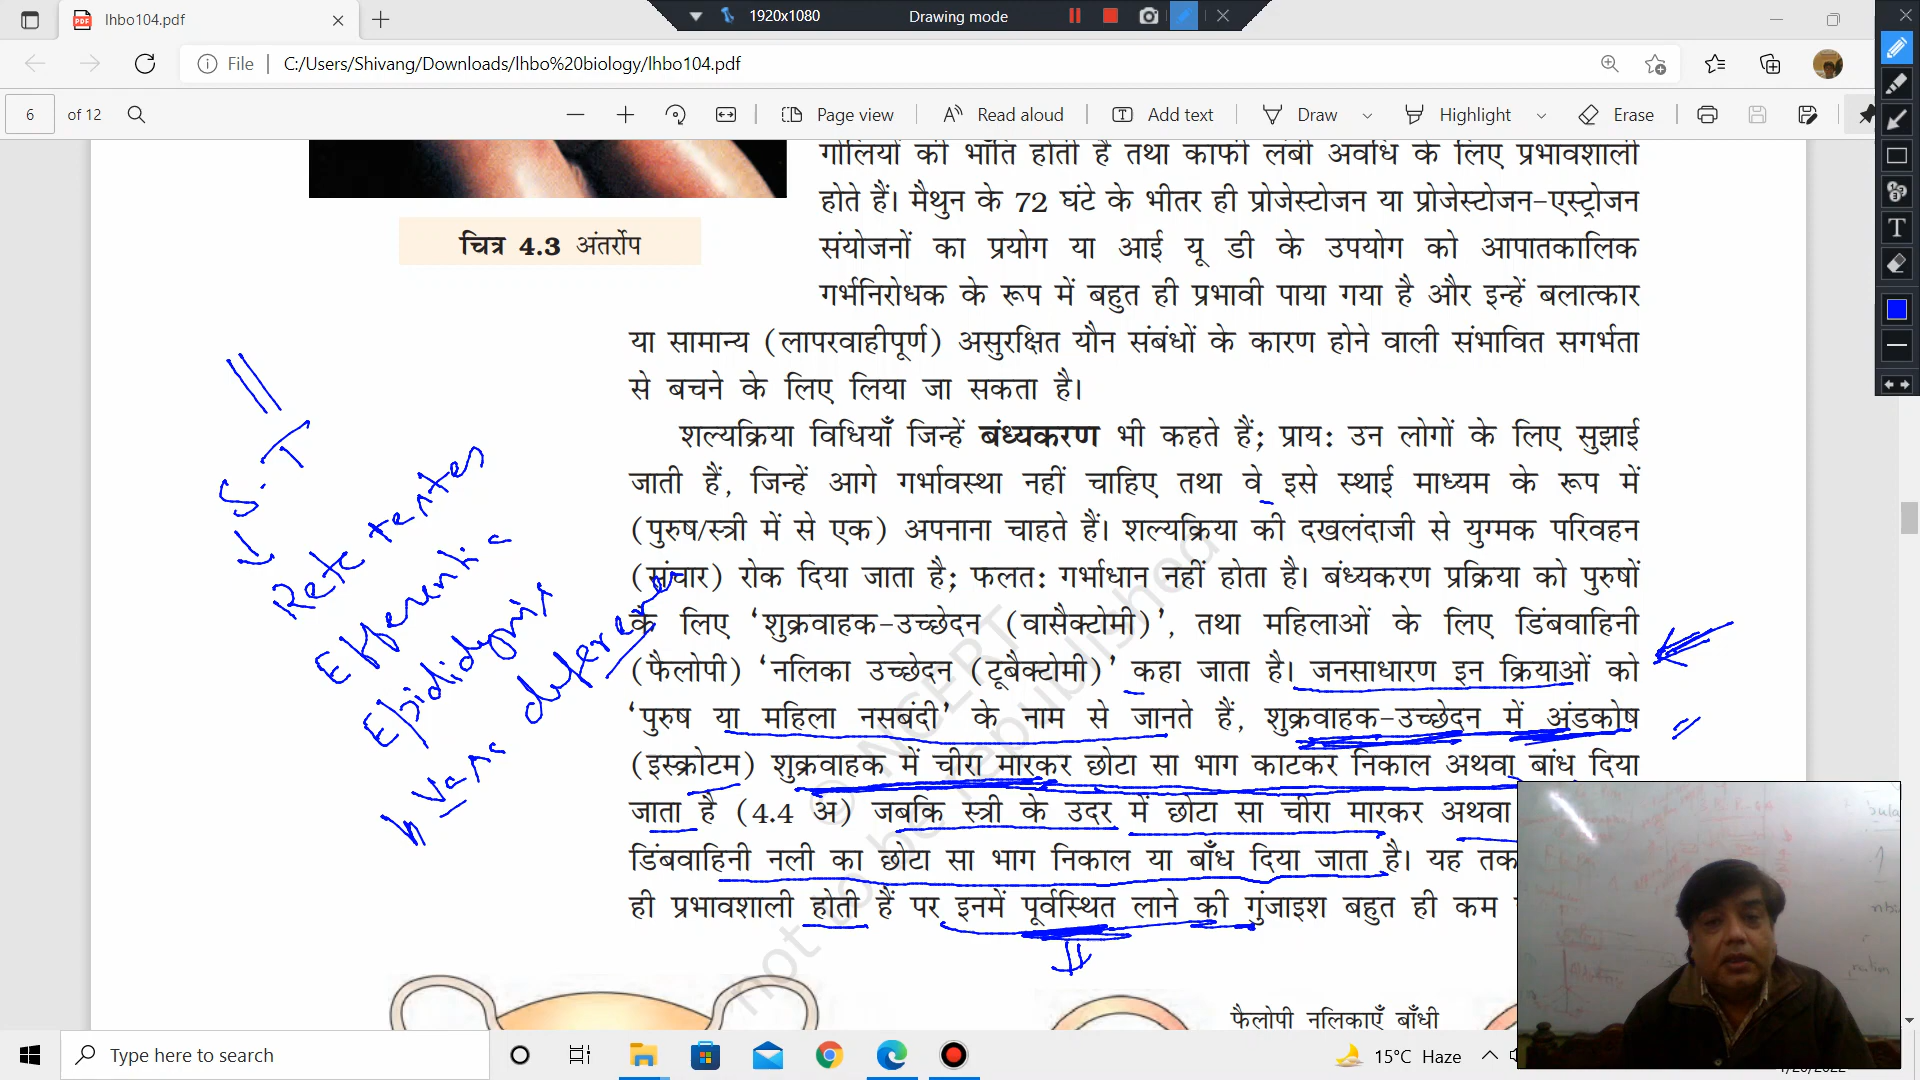 lhbo104.pdf
1920x1080 Drawing mode
File C:/Users/Shivang/Downloads/lhbo%20biology/lhbo104.pdf
6 of 12 Page view Read aloud Add text Draw Highlight Erase
गोलियों की भाँति होती हैं तथा काफी लंबी अवधि के लिए प्रभावशाली
होते हैं। मैथुन के 72 घंटे के भीतर ही प्रोजेस्टोजन या प्रोजेस्टोजन-एस्ट्रोजन
चित्र 4.3 अंतर्रोप
संयोजनों का प्रयोग या आई यू डी के उपयोग को आपातकालिक
गर्भनिरोधक के रूप में बहुत ही प्रभावी पाया गया है और इन्हें बलात्कार
या सामान्य (लापरवाहीपूर्ण) असुरक्षित यौन संबंधों के कारण होने वाली संभावित सगर्भता
से बचने के लिए लिया जा सकता है।
शल्यक्रिया विधियाँ जिन्हें बंध्यकरण भी कहते हैं; प्राय: उन लोगों के लिए सुझाई
जाती हैं, जिन्हें आगे गर्भावस्था नहीं चाहिए तथा वे इसे स्थाई माध्यम के रूप में
(पुरुष/स्त्री में से एक) अपनाना चाहते हैं। शल्यक्रिया की दखलंदाजी से युग्मक परिवहन
(संचार) रोक दिया जाता है; फलत: गर्भाधान नहीं होता है। बंध्यकरण प्रक्रिया को पुरुषों
के लिए ‘शुक्रवाहक-उच्छेदन (वासैक्टोमी)’, तथा महिलाओं के लिए डिंबवाहिनी
(फैलोपी) ‘नलिका उच्छेदन (टूबैक्टोमी)’ कहा जाता है। जनसाधारण इन क्रियाओं को
‘पुरुष या महिला नसबंदी’ के नाम से जानते हैं, शुक्रवाहक-उच्छेदन में अंडकोष
(इस्क्रोटम) शुक्रवाहक में चीरा मारकर छोटा सा भाग काटकर निकाल अथवा बांध दिया
जाता है (4.4 अ) जबकि स्त्री के उदर में छोटा सा चीरा मारकर अथवा
डिंबवाहिनी नली का छोटा सा भाग निकाल या बाँध दिया जाता है। यह तक
ही प्रभावशाली होती हैं पर इनमें पूर्वस्थित लाने की गुंजाइश बहुत ही कम
फैलोपी नलिकाएँ बाँधी
S. T
Rete testes
Efferentia
Epididymis
Vasa deferens
© NCERT
not to be republished
Type here to search
15°C Haze